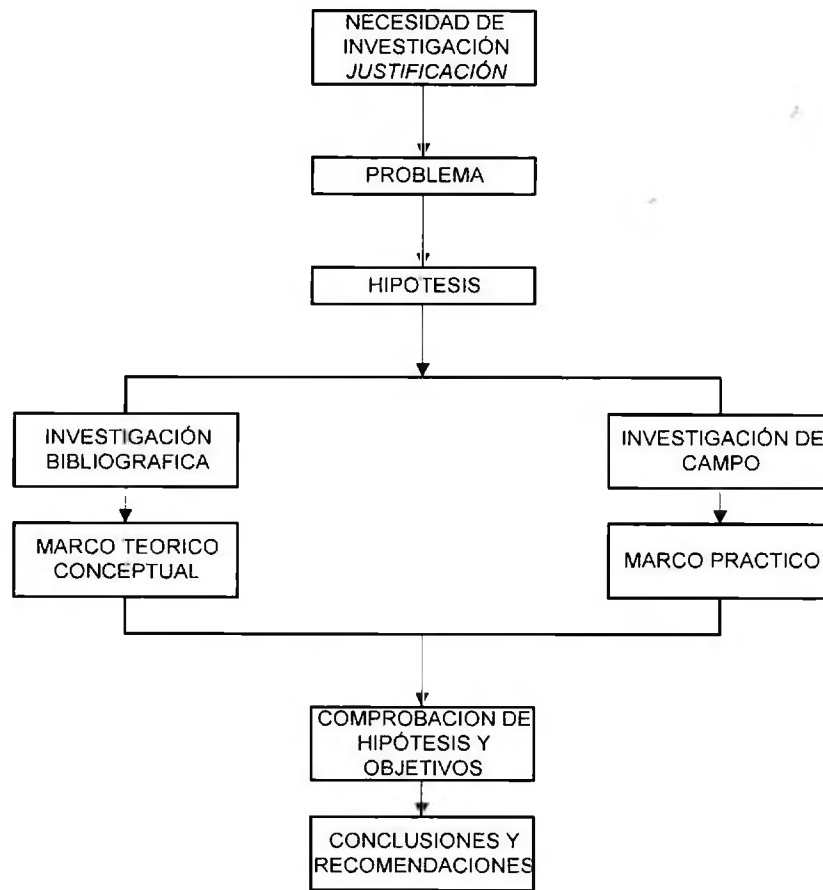 NECESIDAD DE
INVESTIGACIÓN
JUSTIFICACIÓN
PROBLEMA
HIPOTESIS
INVESTIGACIÓN
BIBLIOGRAFICA
INVESTIGACIÓN DE
CAMPO
MARCO TEORICO
CONCEPTUAL
MARCO PRACTICO
COMPROBACION DE
HIPÓTESIS Y
OBJETIVOS
CONCLUSIONES Y
RECOMENDACIONES